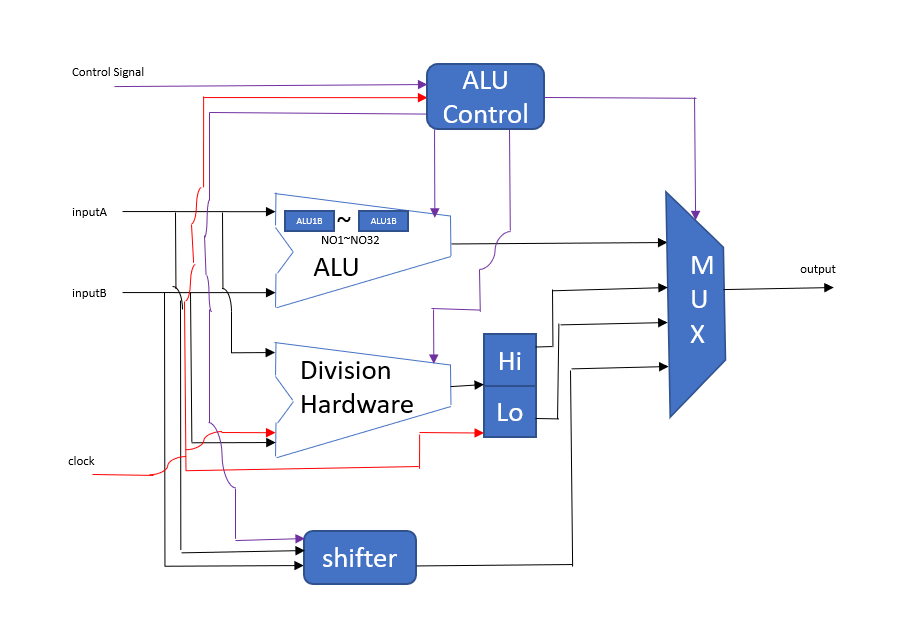 Control Signal
ALU
Control
inputA
ALU1B ~ ALU1B
NO1~NO32
ALU
inputB
M
U
X
output
Division
Hardware
Hi
Lo
clock
shifter